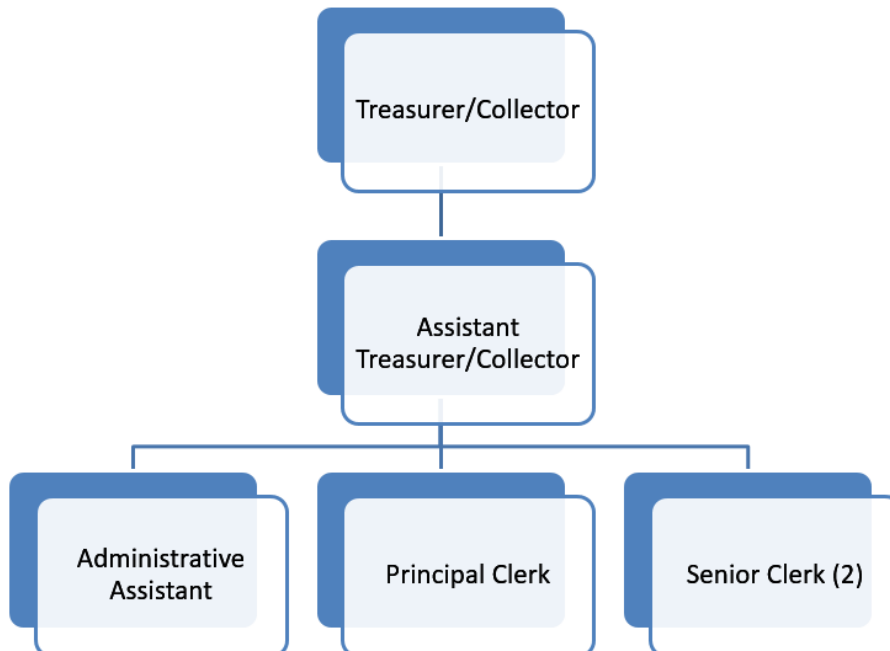 Treasurer/Collector
Assistant
Treasurer/Collector
Administrative
Assistant
Principal Clerk
Senior Clerk (2)